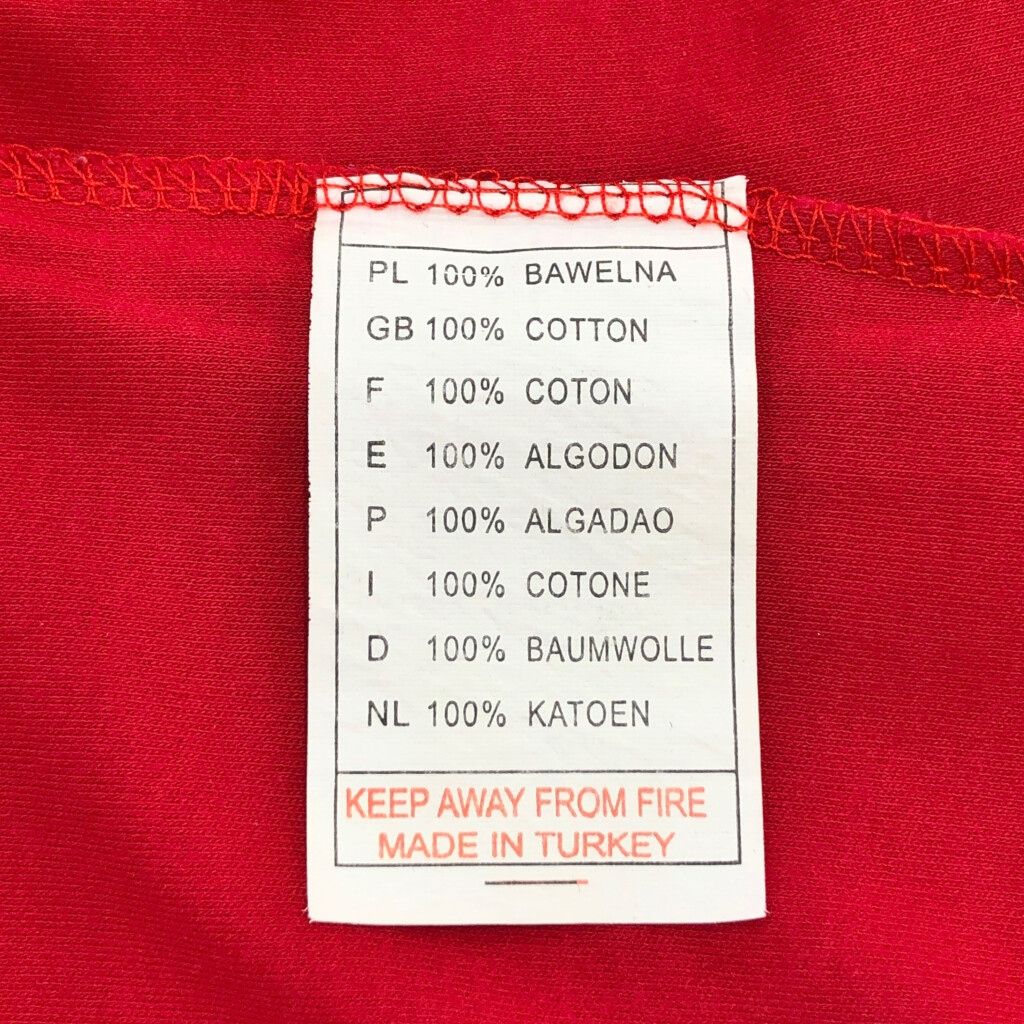 PL 100% BAWELNA
GB 100% COTTON
F 100% COTON
E 100% ALGODON
P 100% ALGADAO
I 100% COTONE
D 100% BAUMWOLLE
NL 100% KATOEN
KEEP AWAY FROM FIRE
MADE IN TURKEY